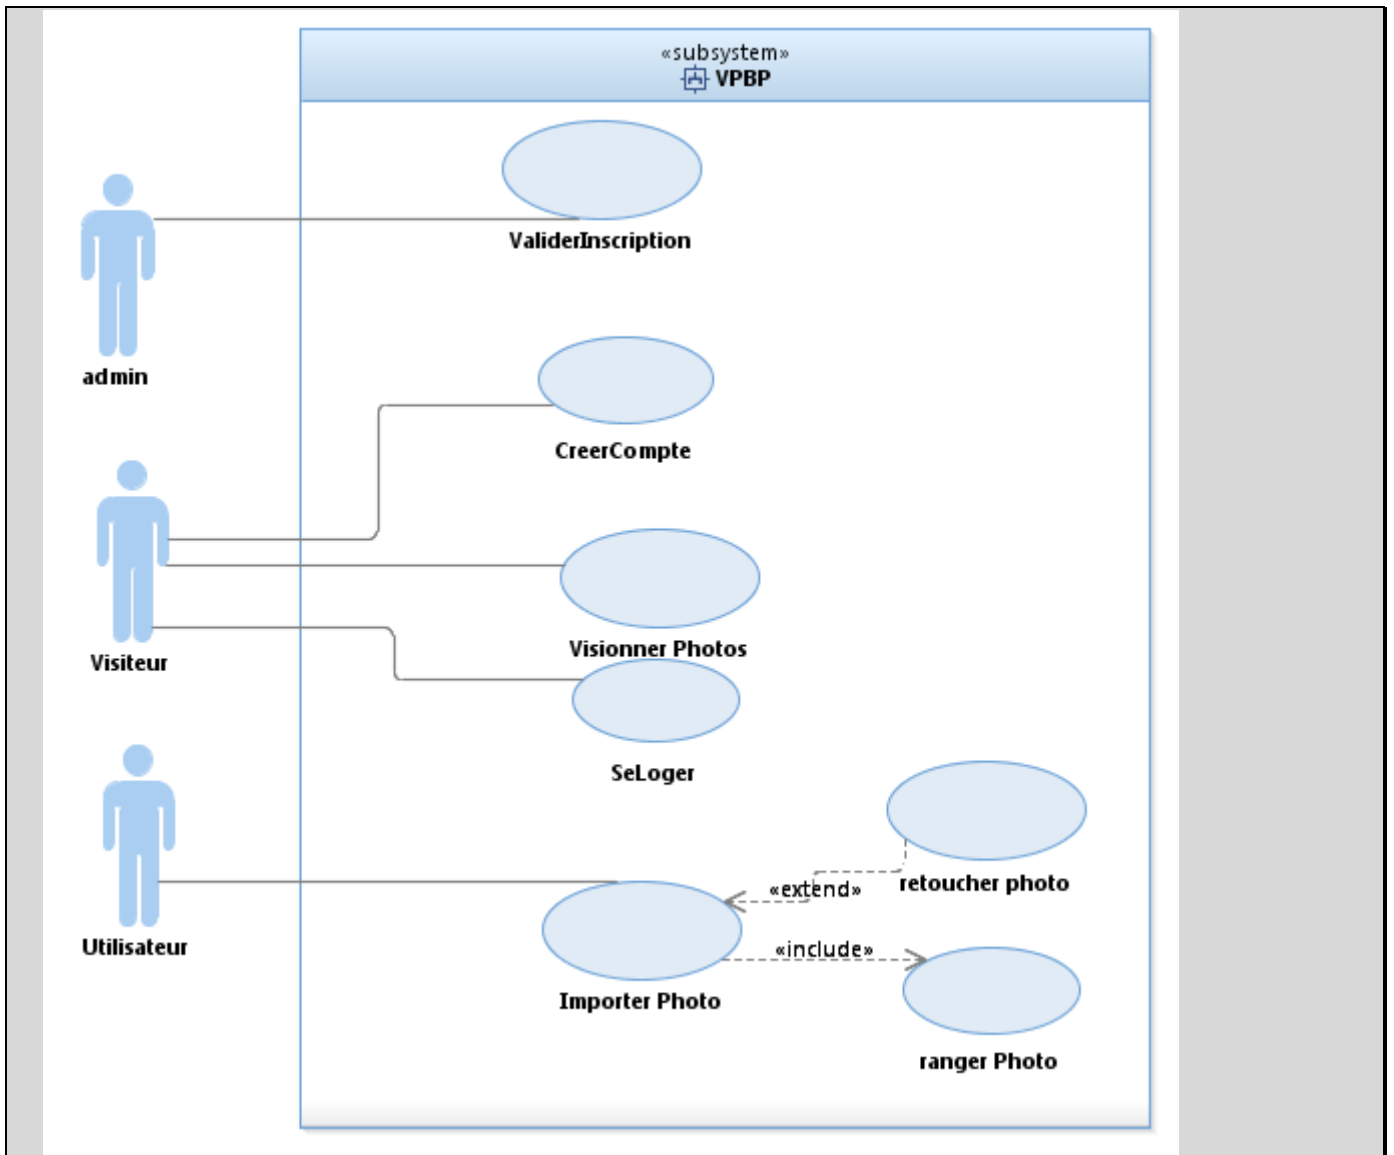 «subsystem»
VPBP
ValiderInscription
admin
CreerCompte
Visionner Photos
Visiteur
SeLoger
«extend»
retoucher photo
Utilisateur
«include»
Importer Photo
ranger Photo